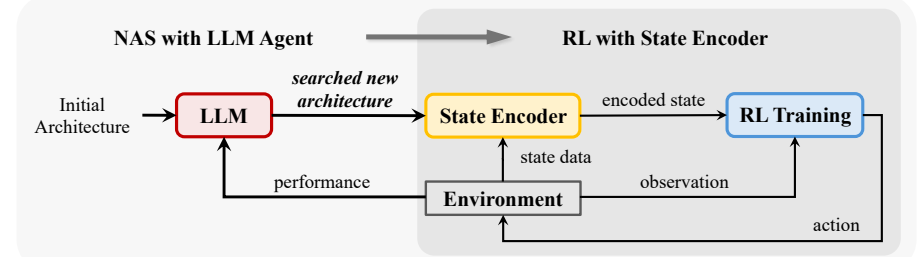 NAS with LLM Agent
RL with State Encoder
searched new
architecture
Initial
Architecture
LLM
State Encoder
encoded state
RL Training
state data
performance
Environment
observation
action